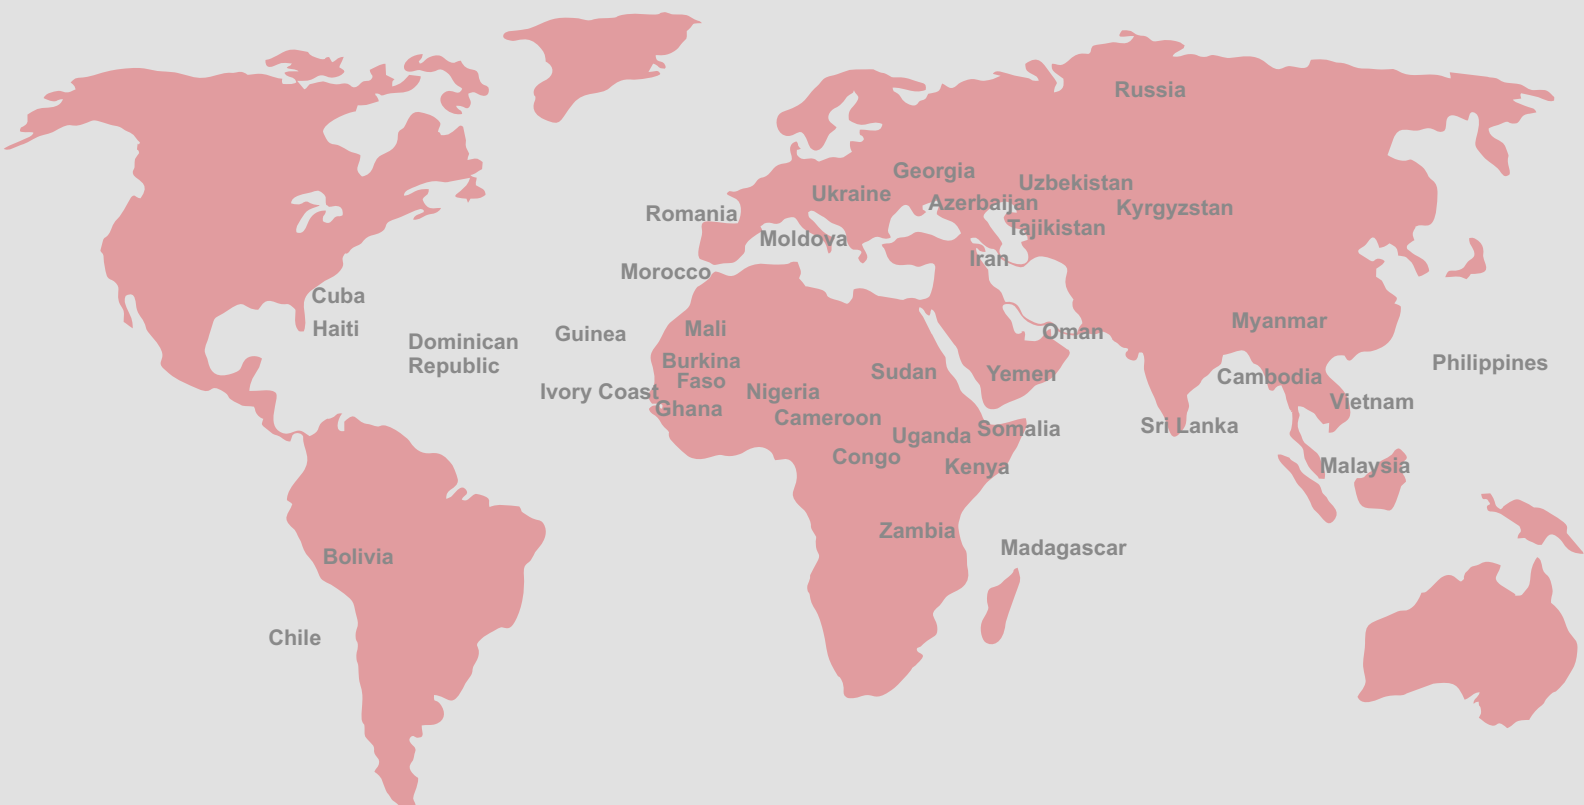 Russia
Georgia
Uzbekistan
Ukraine
Azerbaijan
Kyrgyzstan
Romania
Tajikistan
Moldova
Iran
Morocco
Cuba
Haiti
Dominican
Republic
Guinea
Mali
Oman
Myanmar
Burkina
Faso
Philippines
Sudan
Yemen
Cambodia
Ivory Coast
Nigeria
Vietnam
Ghana
Cameroon
Uganda
Somalia
Sri Lanka
Congo
Kenya
Malaysia
Zambia
Madagascar
Bolivia
Chile